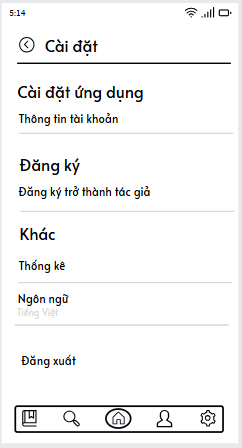 5:14
Cài đặt
Cài đặt ứng dụng
Thông tin tài khoản
Đăng ký
Đăng ký trở thành tác giả
Khác
Thống kê
Ngôn ngữ
Tiếng Việt
Đăng xuất